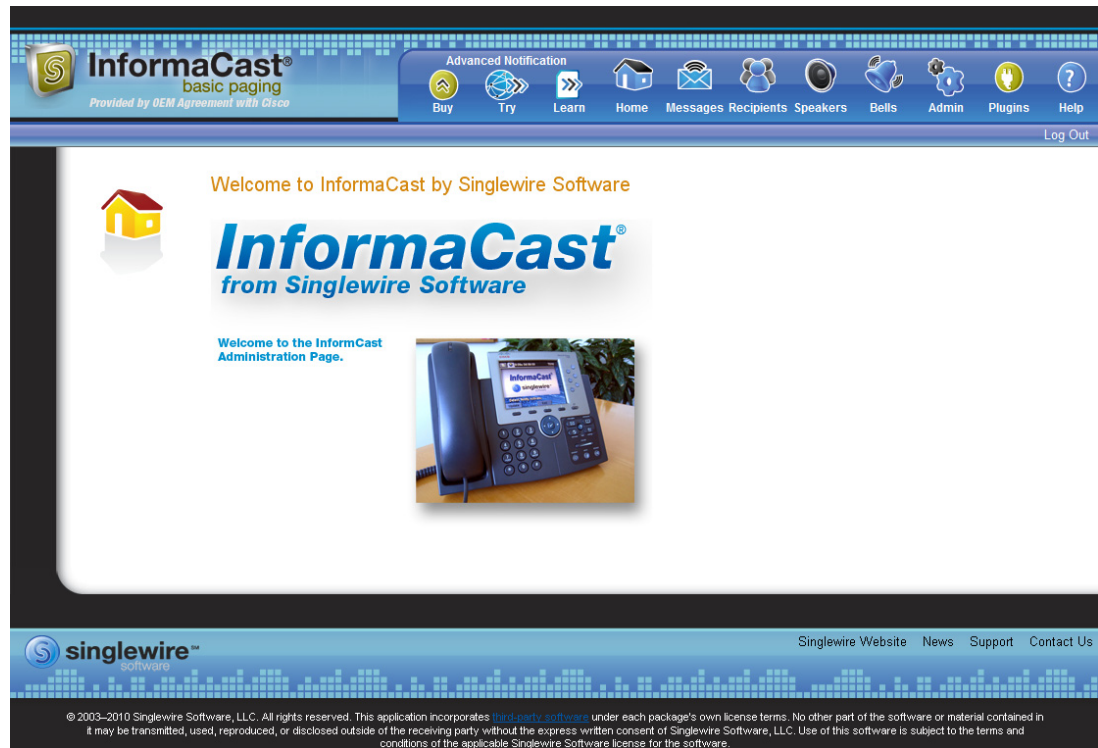 InformaCast®
basic paging
Provided by OEM Agreement with Cisco
Advanced Notification
Buy Try Learn Home Messages Recipients Speakers Bells Admin Plugins Help
Log Out
Welcome to InformaCast by Singlewire Software
InformaCast®
from Singlewire Software
Welcome to the InformCast
Administration Page.
InformaCast
singlewire
singlewire℠
software
Singlewire Website News Support Contact Us
© 2003–2010 Singlewire Software, LLC. All rights reserved. This application incorporates third-party software under each package's own license terms. No other part of the software or material contained in
it may be transmitted, used, reproduced, or disclosed outside of the receiving party without the express written consent of Singlewire Software, LLC. Use of this software is subject to the terms and
conditions of the applicable Singlewire Software license for the software.